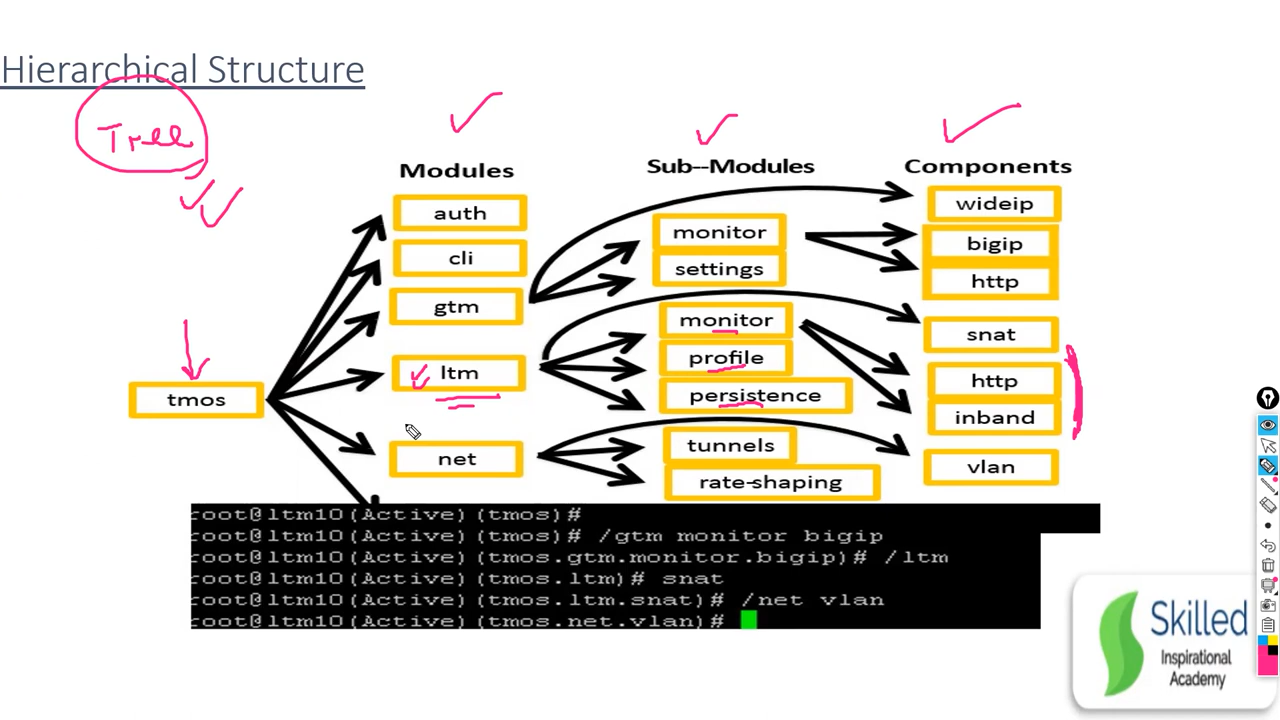 Hierarchical Structure
Tree
Modules
Sub--Modules
Components
auth
cli
gtm
ltm
net
tmos
monitor
settings
monitor
profile
persistence
tunnels
rate-shaping
wideip
bigip
http
snat
http
inband
vlan
root@ltm10(Active)(tmos)#
root@ltm10(Active)(tmos)# /gtm monitor bigip
root@ltm10(Active)(tmos.gtm.monitor.bigip)# /ltm
root@ltm10(Active)(tmos.ltm)# snat
root@ltm10(Active)(tmos.ltm.snat)# /net vlan
root@ltm10(Active)(tmos.net.vlan)#
Skilled
Inspirational
Academy